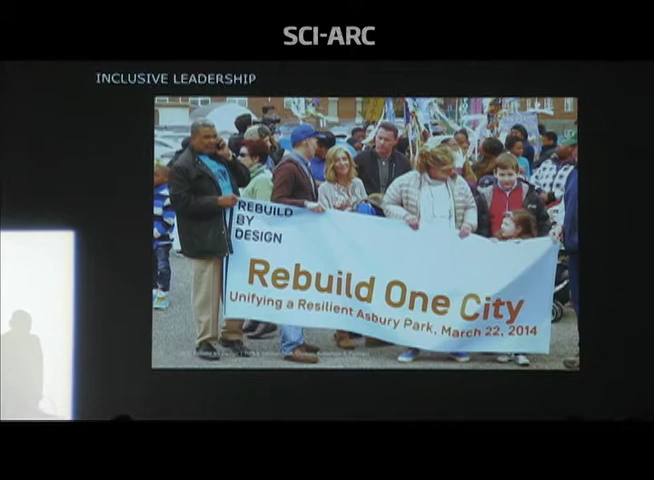 SCI-ARC
INCLUSIVE LEADERSHIP
REBUILD
BY
DESIGN
Rebuild One City
Unifying a Resilient Asbury Park, March 22, 2014